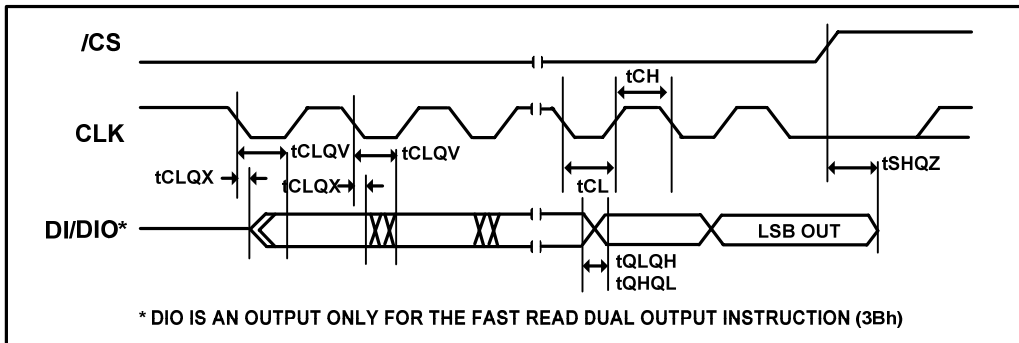 /CS
tCH
CLK
tCLQV
tCLQV
tSHQZ
tCLQX
tCLQX
tCL
DI/DIO*
LSB OUT
tQLQH
tQHQL
* DIO IS AN OUTPUT ONLY FOR THE FAST READ DUAL OUTPUT INSTRUCTION (3Bh)